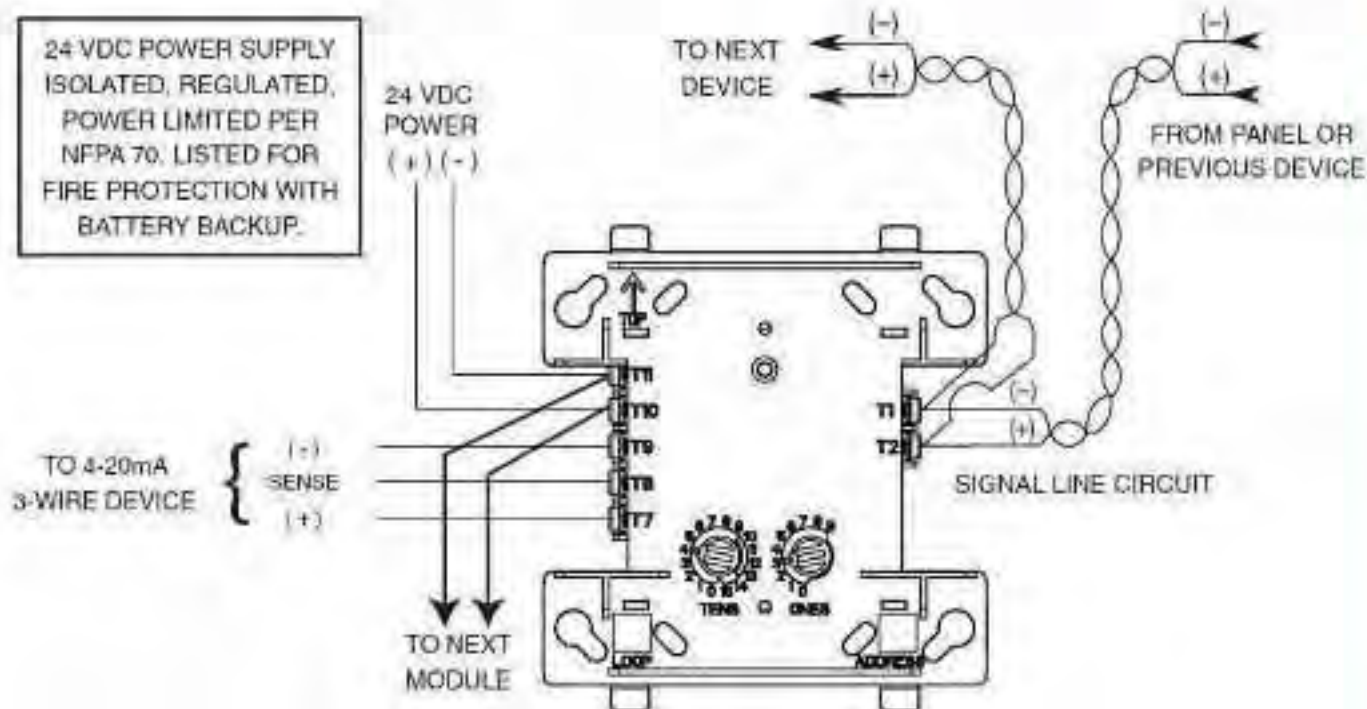 24 VDC POWER SUPPLY
ISOLATED, REGULATED,
POWER LIMITED PER
NFPA 70. LISTED FOR
FIRE PROTECTION WITH
BATTERY BACKUP.
24 VDC
POWER
(+) (-)
TO NEXT
DEVICE
(-)
(+)
(-)
(+)
FROM PANEL OR
PREVIOUS DEVICE
TOP
T11
T10
T9
T8
T7
T1
T2
(-)
(+)
SIGNAL LINE CIRCUIT
TO 4-20mA
3-WIRE DEVICE
(-)
SENSE
(+)
TO NEXT
MODULE
TENS
ONES
LOOP
ADDRESS